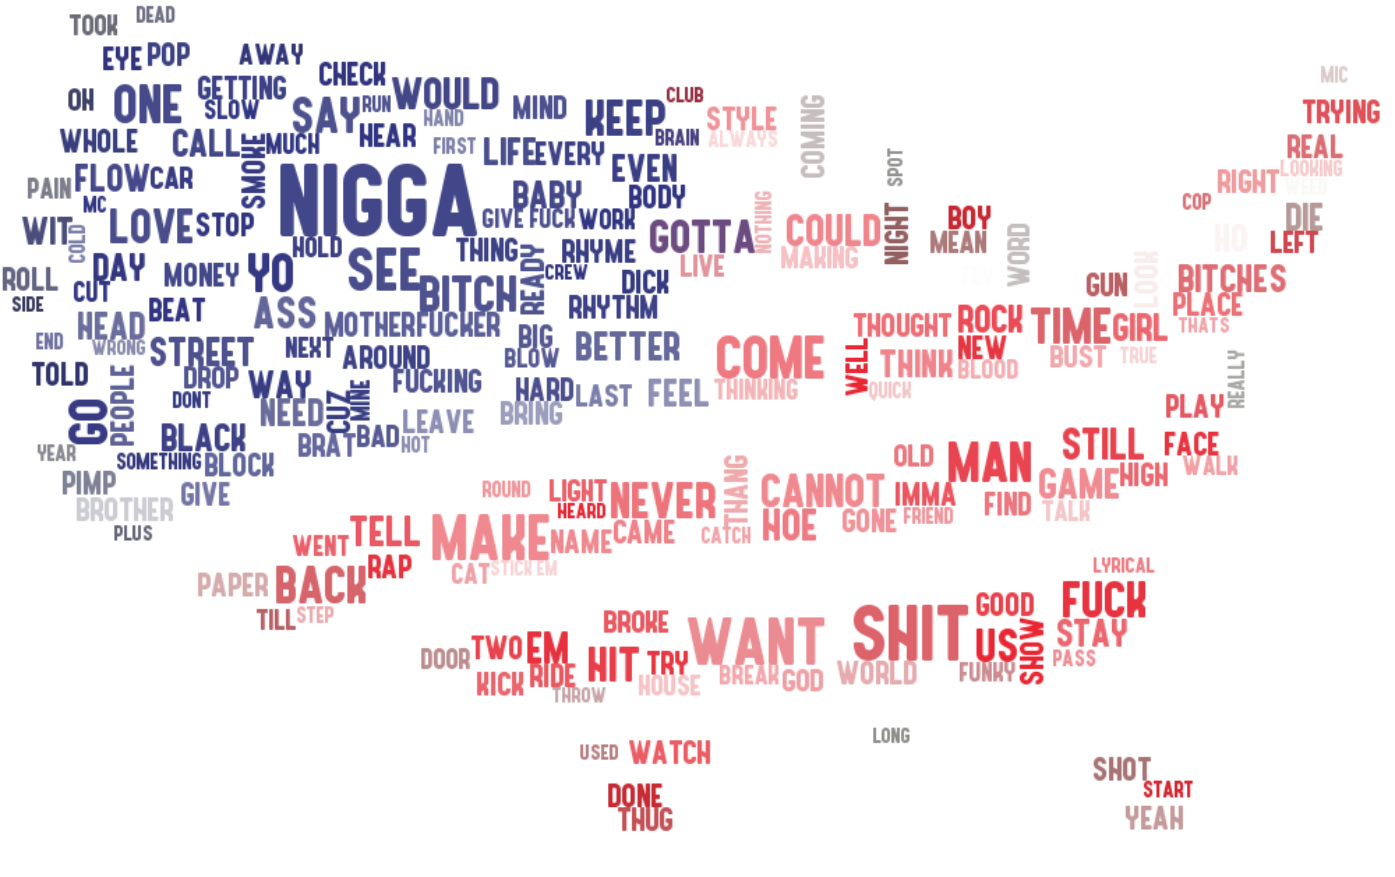 TOOK
DEAD
EYE
POP
AWAY
CHECK
MIC
OH
ONE
GETTING
SLOW
SAY
RUN
WOULD
HAND
MIND
KEEP
CLUB
STYLE
ALWAYS
BRAIN
COMING
TRYING
WHOLE
CALL
SMOKE
MUCH
HEAR
FIRST
LIFE
EVERY
EVEN
SPOT
REAL
LOOKING
WEED
RIGHT
PAIN
FLOW
CAR
MC
NIGGA
BABY
BODY
COP
DIE
WIT
COLD
LOVE
STOP
GIVE
FUCK
WORK
GOTTA
NOTHING
COULD
NIGHT
BOY
MEAN
WORD
HO
LEFT
HOLD
THING
RHYME
LIVE
MAKING
FLY
ROLL
DAY
MONEY
YO
SEE
READY
CREW
DICK
GUN
LOOK
BITCHES
SIDE
CUT
BEAT
ASS
BITCH
RHYTHM
PLACE
THATS
HEAD
MOTHERFUCKER
BIG
THOUGHT
ROCK
TIME
GIRL
END
WRONG
STREET
NEXT
AROUND
BLOW
BETTER
COME
WELL
THINK
NEW
BLOOD
BUST
TRUE
TOLD
PEOPLE
DROP
WAY
MINE
FUCKING
HARD
LAST
FEEL
THINKING
QUICK
REALLY
GO
DONT
NEED
CUZ
LEAVE
BRING
PLAY
BLACK
BRAT
BAD
HOT
STILL
FACE
YEAR
SOMETHING
BLOCK
OLD
MAN
WALK
PIMP
GIVE
ROUND
LIGHT
NEVER
THANG
CANNOT
IMMA
FIND
GAME
HIGH
BROTHER
HEARD
HOE
GONE
FRIEND
TALK
PLUS
WENT
TELL
MAKE
NAME
CAME
CATCH
RAP
CAT
STICK
EM
LYRICAL
PAPER
BACK
GOOD
FUCK
TILL
STEP
BROKE
WANT
SHIT
US
SHOW
STAY
DOOR
TWO
EM
HIT
TRY
PASS
KICK
RIDE
THROW
HOUSE
BREAK
GOD
WORLD
FUNKY
LONG
USED
WATCH
SHOT
START
DONE
THUG
YEAH